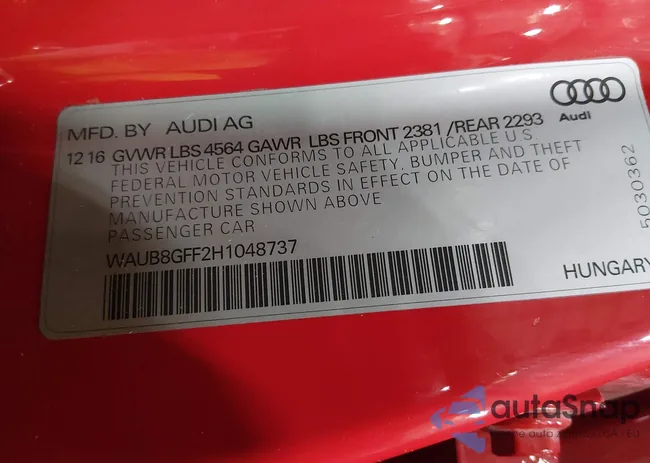 MFD. BY AUDI AG
Audi
12 16 GVWR LBS 4564 GAWR LBS FRONT 2381 /REAR 2293
THIS VEHICLE CONFORMS TO ALL APPLICABLE U.S.
FEDERAL MOTOR VEHICLE SAFETY, BUMPER AND THEFT
PREVENTION STANDARDS IN EFFECT ON THE DATE OF
MANUFACTURE SHOWN ABOVE
PASSENGER CAR
WAUB8GFF2H1048737
5030362
HUNGARY
autoSnap